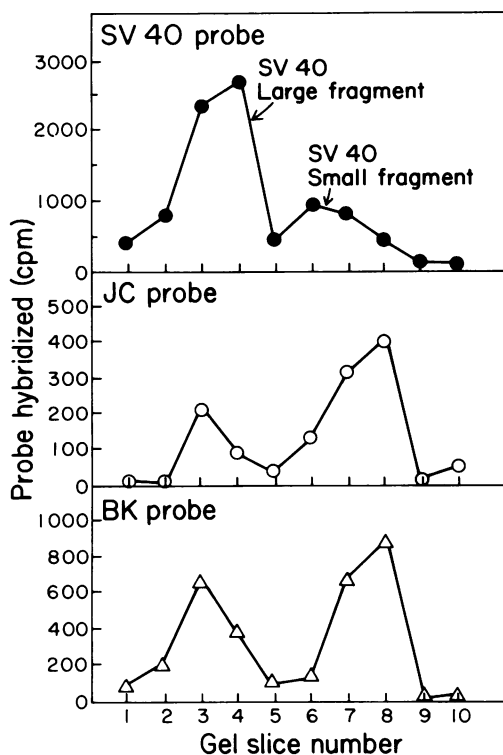 SV 40 probe
SV 40
Large fragment
SV 40
Small fragment
3000
2000
1000
0
JC probe
500
400
300
200
100
0
BK probe
1000
800
600
400
200
0
Probe hybridized (cpm)
1 2 3 4 5 6 7 8 9 10
Gel slice number